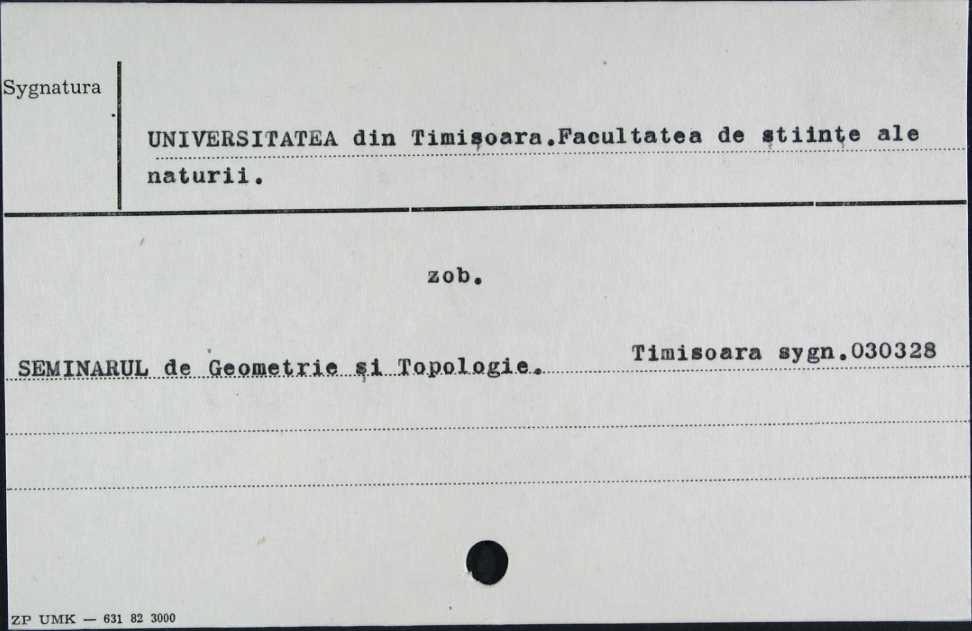 Sygnatura
UNIVERSITATEA din Timișoara.Facultatea de științe ale
naturii.
zob.
SEMINARUL de Geometrie și Topologie. Timisoara sygn.030328
ZP UMK — 631 82 3000